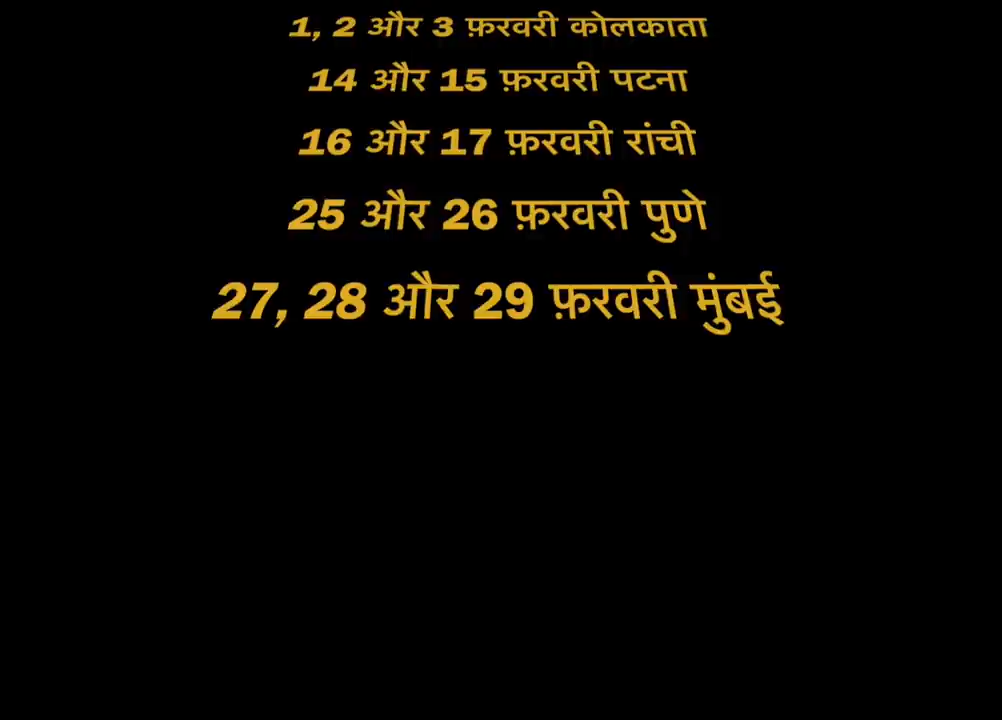 1, 2 और 3 फ़रवरी कोलकाता
14 और 15 फ़रवरी पटना
16 और 17 फ़रवरी रांची
25 और 26 फ़रवरी पुणे
27, 28 और 29 फ़रवरी मुंबई